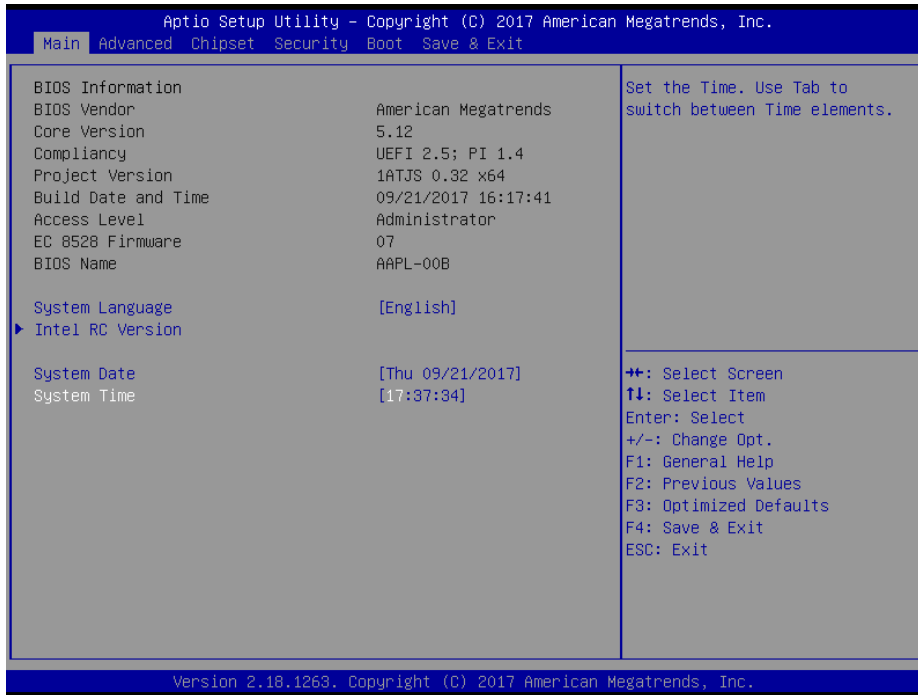 Aptio Setup Utility – Copyright (C) 2017 American Megatrends, Inc.
Main Advanced Chipset Security Boot Save & Exit
BIOS Information
BIOS Vendor American Megatrends
Core Version 5.12
Compliancy UEFI 2.5; PI 1.4
Project Version 1ATJS 0.32 x64
Build Date and Time 09/21/2017 16:17:41
Access Level Administrator
EC 8528 Firmware 07
BIOS Name AAPL-00B
System Language [English]
▶ Intel RC Version
System Date [Thu 09/21/2017]
System Time [17:37:34]
Set the Time. Use Tab to
switch between Time elements.
→←: Select Screen
↑↓: Select Item
Enter: Select
+/-: Change Opt.
F1: General Help
F2: Previous Values
F3: Optimized Defaults
F4: Save & Exit
ESC: Exit
Version 2.18.1263. Copyright (C) 2017 American Megatrends, Inc.